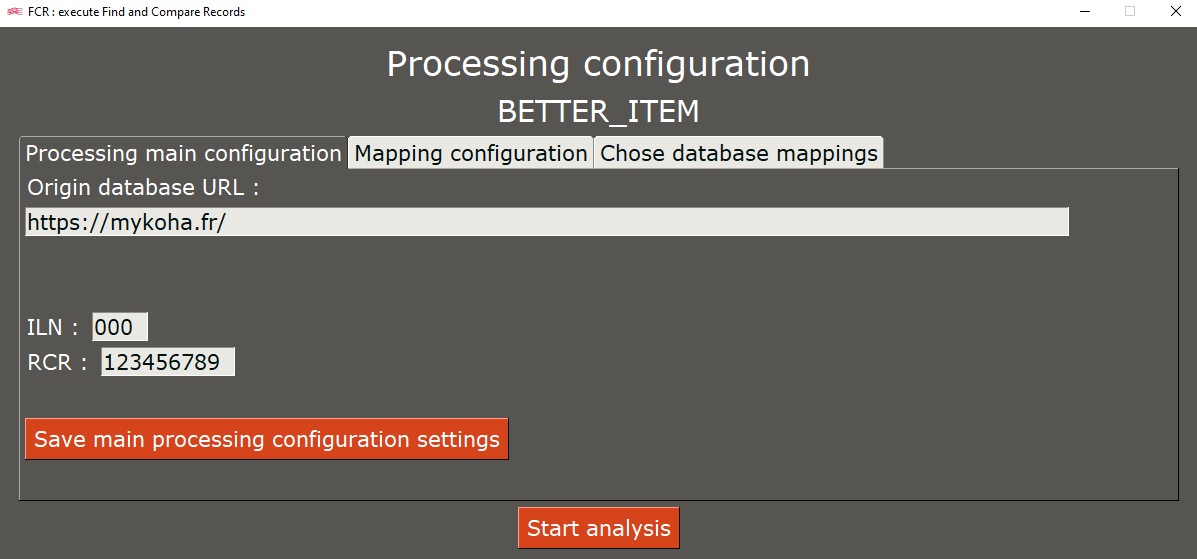 FCR : execute Find and Compare Records
Processing configuration
BETTER_ITEM
Processing main configuration Mapping configuration Chose database mappings
Origin database URL :
https://mykoha.fr/
ILN : 000
RCR : 123456789
Save main processing configuration settings
Start analysis